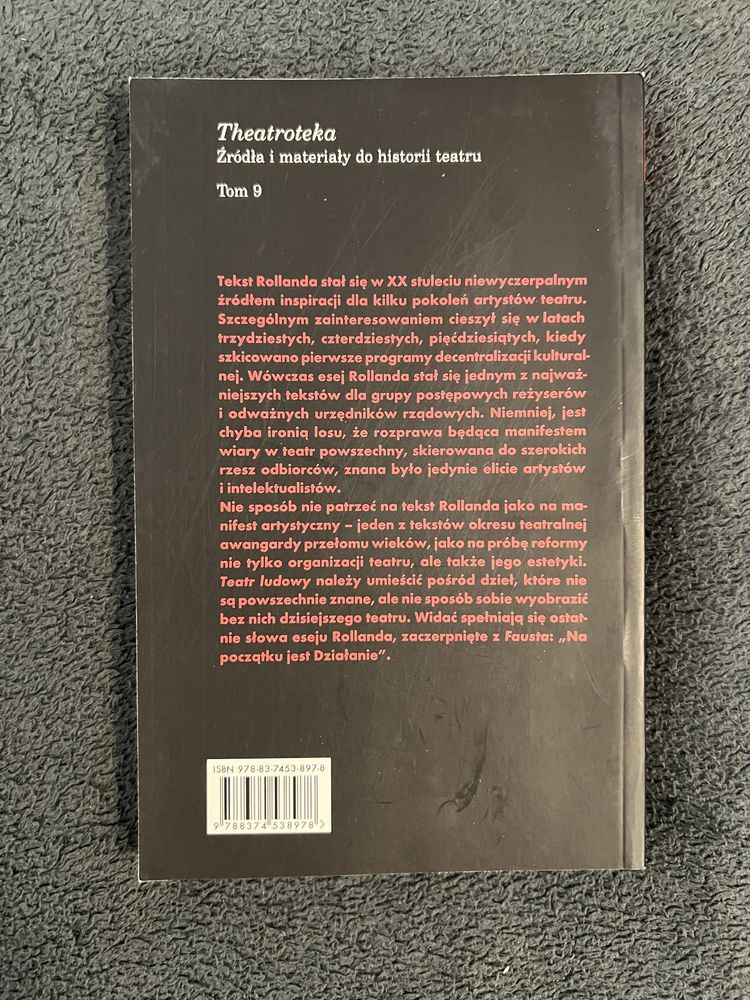 Theatroteka
Źródła i materiały do historii teatru
Tom 9
Tekst Rollanda stał się w XX stuleciu niewyczerpalnym
źródłem inspiracji dla kilku pokoleń artystów teatru.
Szczególnym zainteresowaniem cieszył się w latach
trzydziestych, czterdziestych, pięćdziesiątych, kiedy
szkicowano pierwsze programy decentralizacji kultural-
nej. Wówczas esej Rollanda stał się jednym z najważ-
niejszych tekstów dla grupy postępowych reżyserów
i odważnych urzędników rządowych. Niemniej, jest
chyba ironią losu, że rozprawa będąca manifestem
wiary w teatr powszechny, skierowana do szerokich
rzesz odbiorców, znana było jedynie elicie artystów
i intelektualistów.
Nie sposób nie patrzeć na tekst Rollanda jako na ma-
nifest artystyczny – jeden z tekstów okresu teatralnej
awangardy przełomu wieków, jako na próbę reformy
nie tylko organizacji teatru, ale także jego estetyki.
Teatr ludowy należy umieścić pośród dzieł, które nie
są powszechnie znane, ale nie sposób sobie wyobrazić
bez nich dzisiejszego teatru. Widać spełniają się ostat-
nie słowa eseju Rollanda, zaczerpnięte z Fausta: „Na
początku jest Działanie”.
ISBN 978-83-7453-897-8
9 788374 538978 >